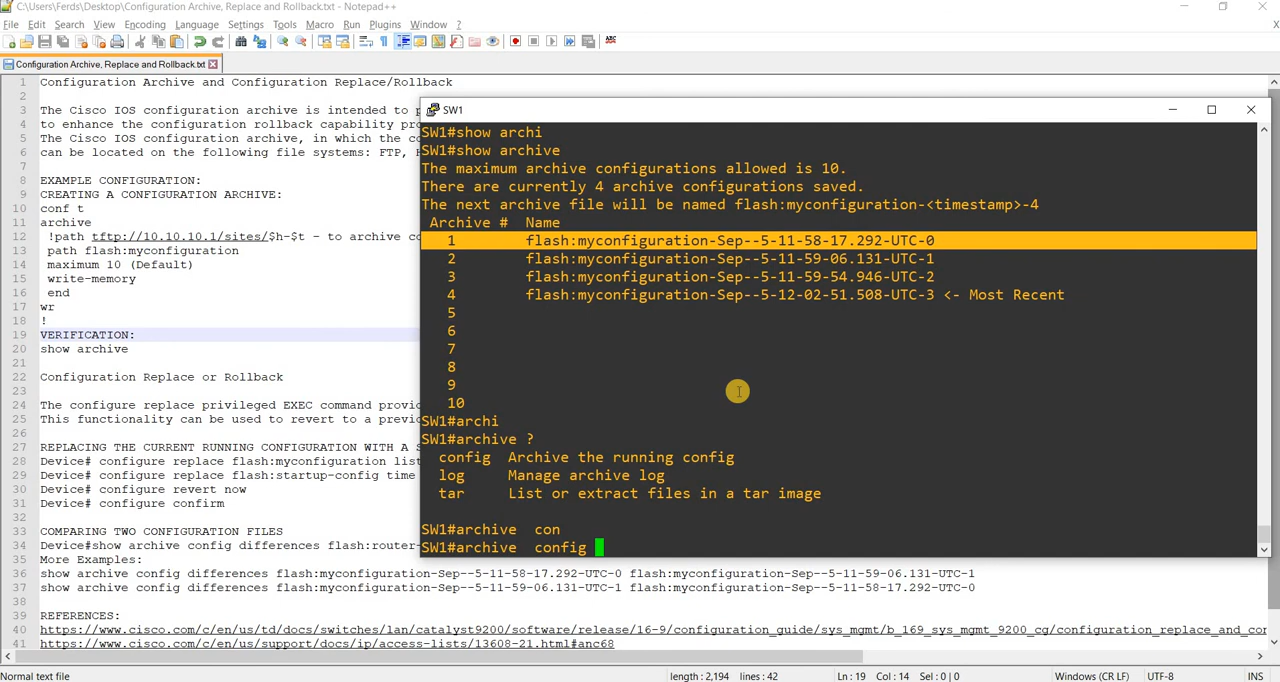 C:\Users\Ferds\Desktop\Configuration Archive, Replace and Rollback.txt - Notepad++
File Edit Search View Encoding Language Settings Tools Macro Run Plugins Window ?
X
Configuration Archive, Replace and Rollback.txt
1 Configuration Archive and Configuration Replace/Rollback
2
3 The Cisco IOS configuration archive is intended to p
4 to enhance the configuration rollback capability pro
5 The Cisco IOS configuration archive, in which the co
6 can be located on the following file systems: FTP,
7
8 EXAMPLE CONFIGURATION:
9 CREATING A CONFIGURATION ARCHIVE:
10 conf t
11 archive
12 !path tftp://10.10.10.1/sites/$h-$t - to archive co
13 path flash:myconfiguration
14 maximum 10 (Default)
15 write-memory
16 end
17 wr
18 !
19 VERIFICATION:
20 show archive
21
22 Configuration Replace or Rollback
23
24 The configure replace privileged EXEC command provi
25 This functionality can be used to revert to a previo
26
27 REPLACING THE CURRENT RUNNING CONFIGURATION WITH A S
28 Device# configure replace flash:myconfiguration list
29 Device# configure replace flash:startup-config time
30 Device# configure revert now
31 Device# configure confirm
32
33 COMPARING TWO CONFIGURATION FILES
34 Device#show archive config differences flash:router-
35 More Examples:
36 show archive config differences flash:myconfiguration-Sep--5-11-58-17.292-UTC-0 flash:myconfiguration-Sep--5-11-59-06.131-UTC-1
37 show archive config differences flash:myconfiguration-Sep--5-11-59-06.131-UTC-1 flash:myconfiguration-Sep--5-11-58-17.292-UTC-0
38
39 REFERENCES:
40 https://www.cisco.com/c/en/us/td/docs/switches/lan/catalyst9200/software/release/16-9/configuration_guide/sys_mgmt/b_169_sys_mgmt_9200_cg/configuration_replace_and_cor
41 https://www.cisco.com/c/en/us/support/docs/ip/access-lists/13608-21.html#anc68
SW1
SW1#show archi
SW1#show archive
The maximum archive configurations allowed is 10.
There are currently 4 archive configurations saved.
The next archive file will be named flash:myconfiguration-<timestamp>-4
Archive # Name
1 flash:myconfiguration-Sep--5-11-58-17.292-UTC-0
2 flash:myconfiguration-Sep--5-11-59-06.131-UTC-1
3 flash:myconfiguration-Sep--5-11-59-54.946-UTC-2
4 flash:myconfiguration-Sep--5-12-02-51.508-UTC-3 <- Most Recent
5
6
7
8
9
10
SW1#archi
SW1#archive ?
config Archive the running config
log Manage archive log
tar List or extract files in a tar image
SW1#archive con
SW1#archive config
Normal text file length : 2,194 lines : 42 Ln : 19 Col : 14 Sel : 0 | 0 Windows (CR LF) UTF-8 INS